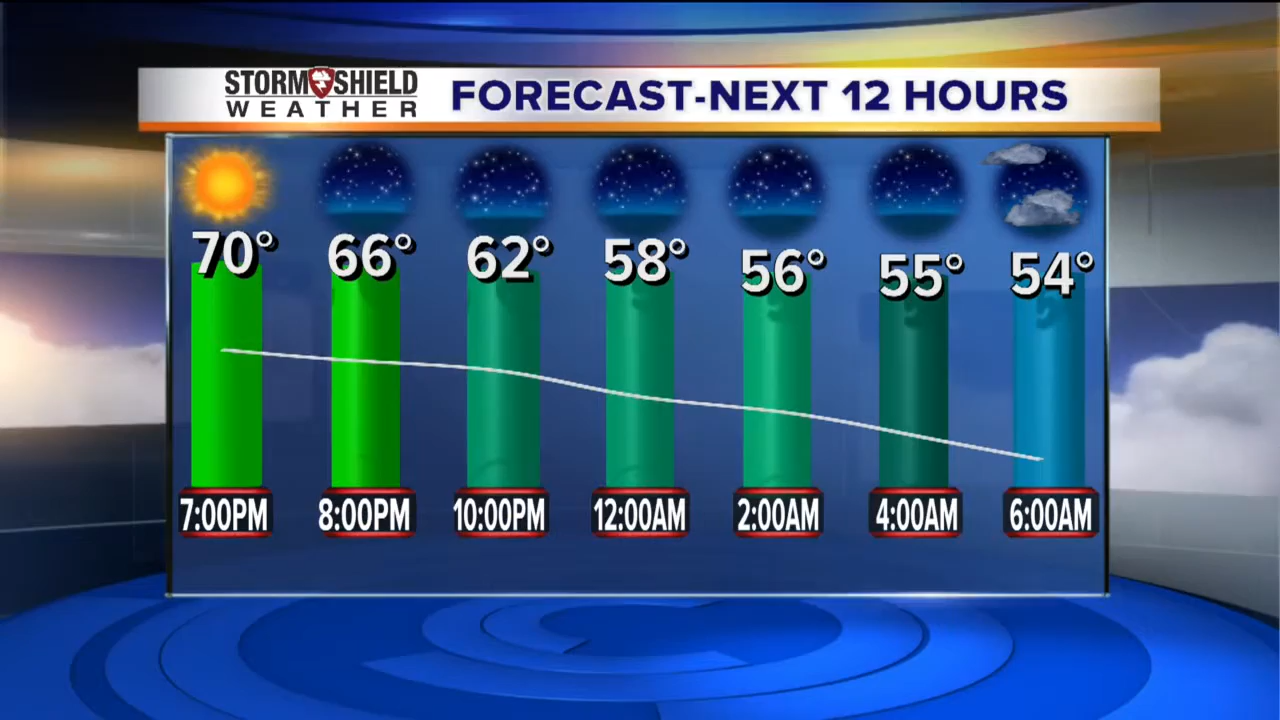 STORM SHIELD
WEATHER
FORECAST-NEXT 12 HOURS
70° 66° 62° 58° 56° 55° 54°
7:00PM 8:00PM 10:00PM 12:00AM 2:00AM 4:00AM 6:00AM